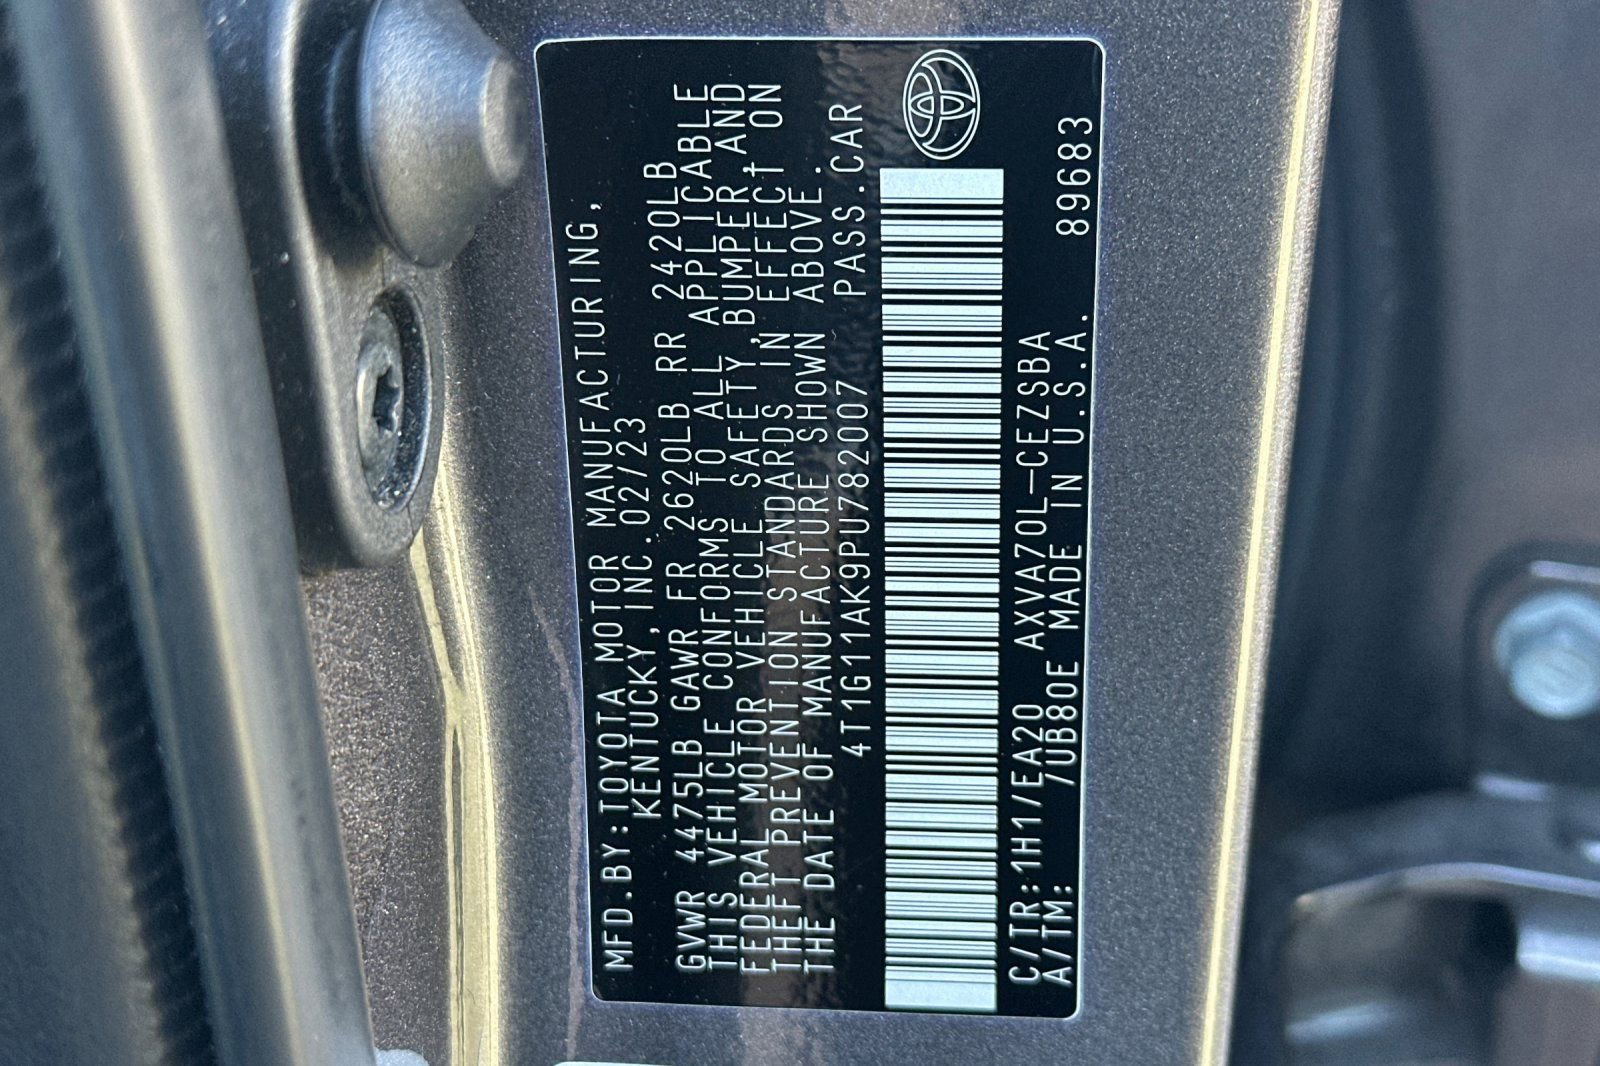 MFD.BY:TOYOTA MOTOR MANUFACTURING,
KENTUCKY,INC.02/23
GVWR 4475LB GAWR FR 2620LB RR 2420LB
THIS VEHICLE CONFORMS TO ALL APPLICABLE
FEDERAL MOTOR VEHICLE SAFETY, BUMPER, AND
THEFT PREVENTION STANDARDS IN EFFECT ON
THE DATE OF MANUFACTURE SHOWN ABOVE.
4T1G11AK9PU782007 PASS.CAR
C/TR:1H1/EA20 AXVA70L-CEZSBA
A/TM: /UB80E MADE IN U.S.A. 89683